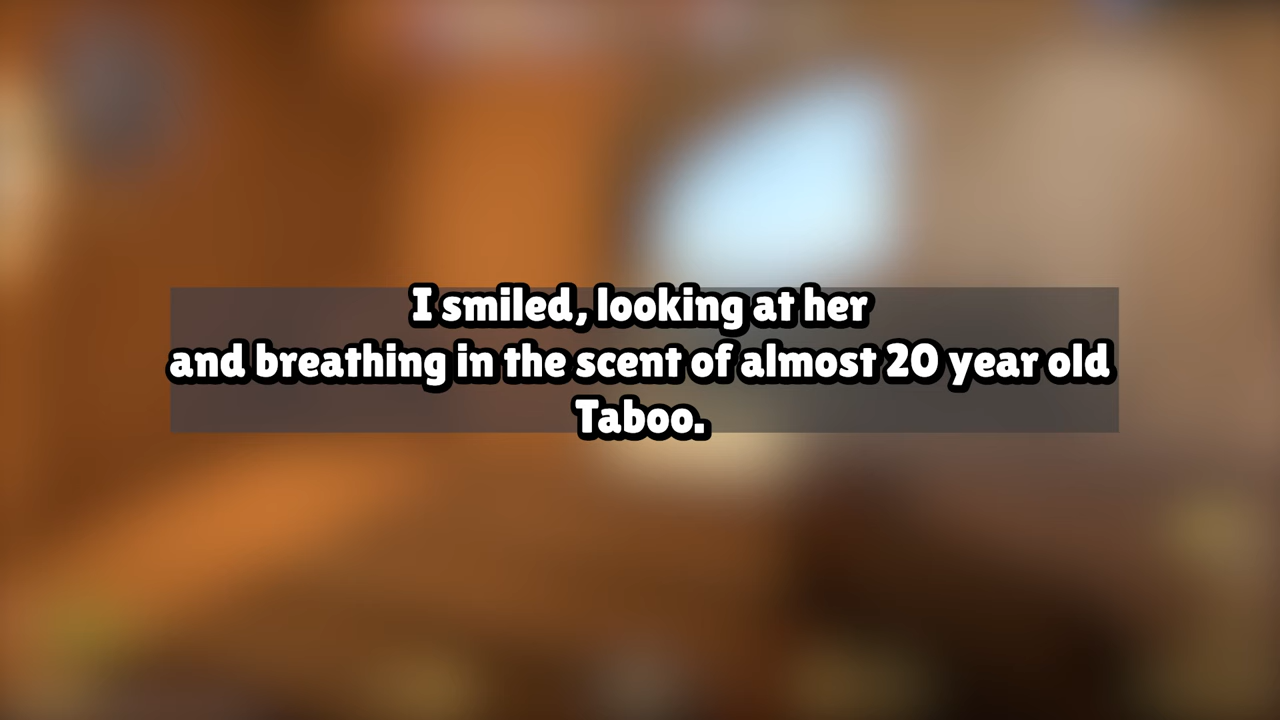 I smiled, looking at her
and breathing in the scent of almost 20 year old
Taboo.